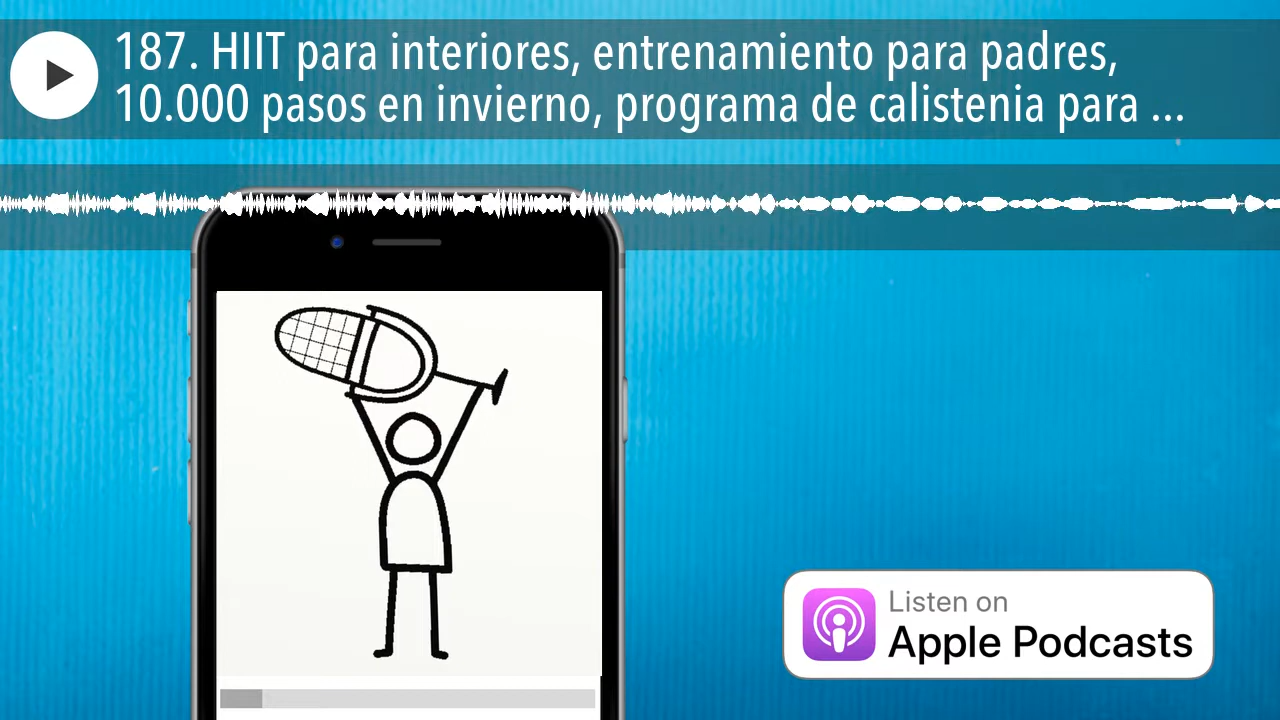 187. HIIT para interiores, entrenamiento para padres,
10.000 pasos en invierno, programa de calistenia para ...
Listen on
Apple Podcasts